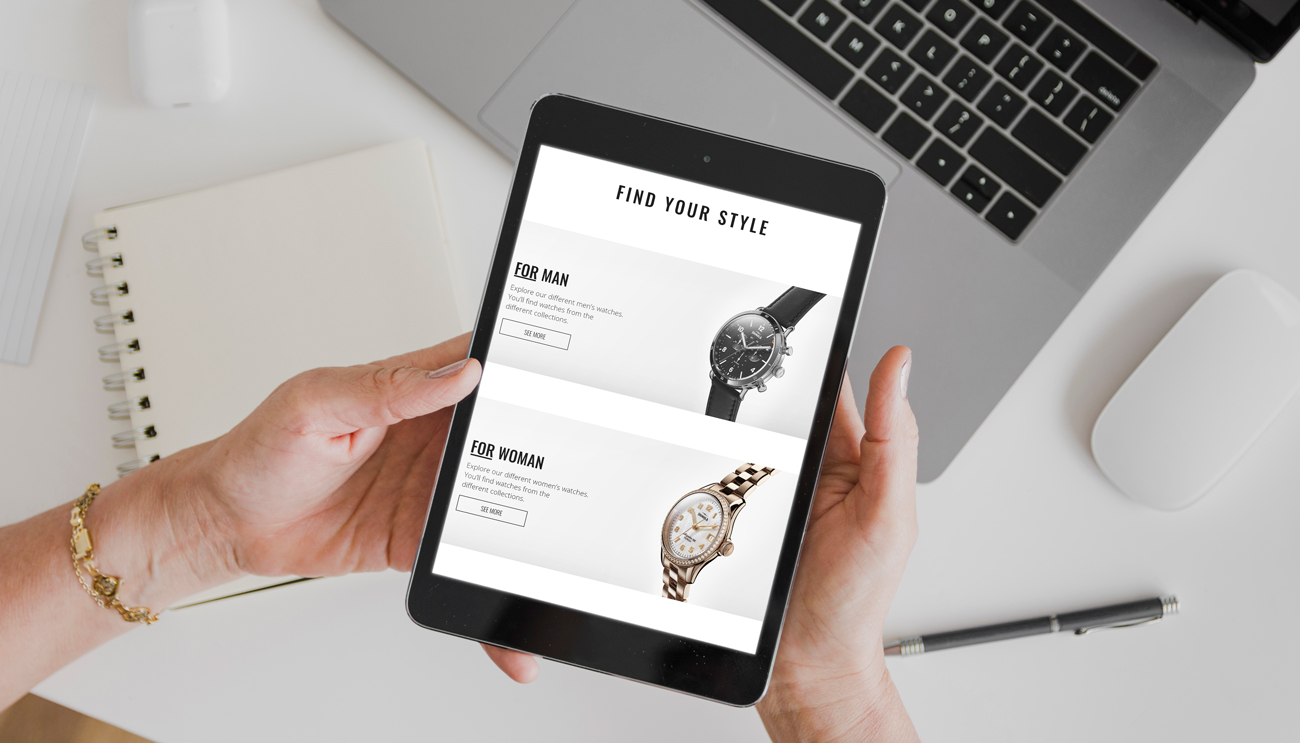 FIND YOUR STYLE
FOR MAN
Explore our different men's watches.
You'll find watches from the
different collections.
SEE MORE
FOR WOMAN
Explore our different women's watches.
You'll find watches from the
different collections.
SEE MORE
delete